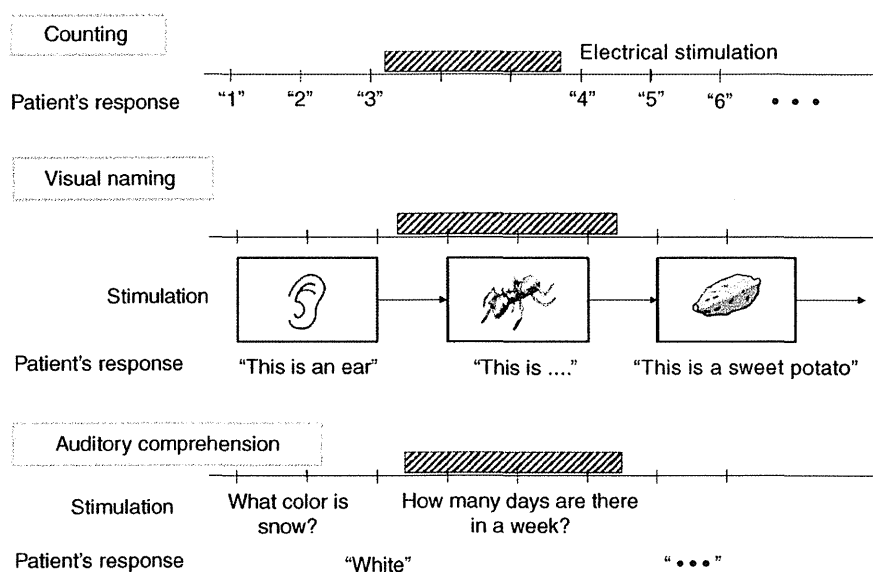 Counting
Electrical stimulation
Patient's response “1” “2” “3” “4” “5” “6” • • •
Visual naming
Stimulation
Patient's response “This is an ear” “This is ....” “This is a sweet potato”
Auditory comprehension
Stimulation What color is How many days are there
snow? in a week?
Patient's response “White” “•••”